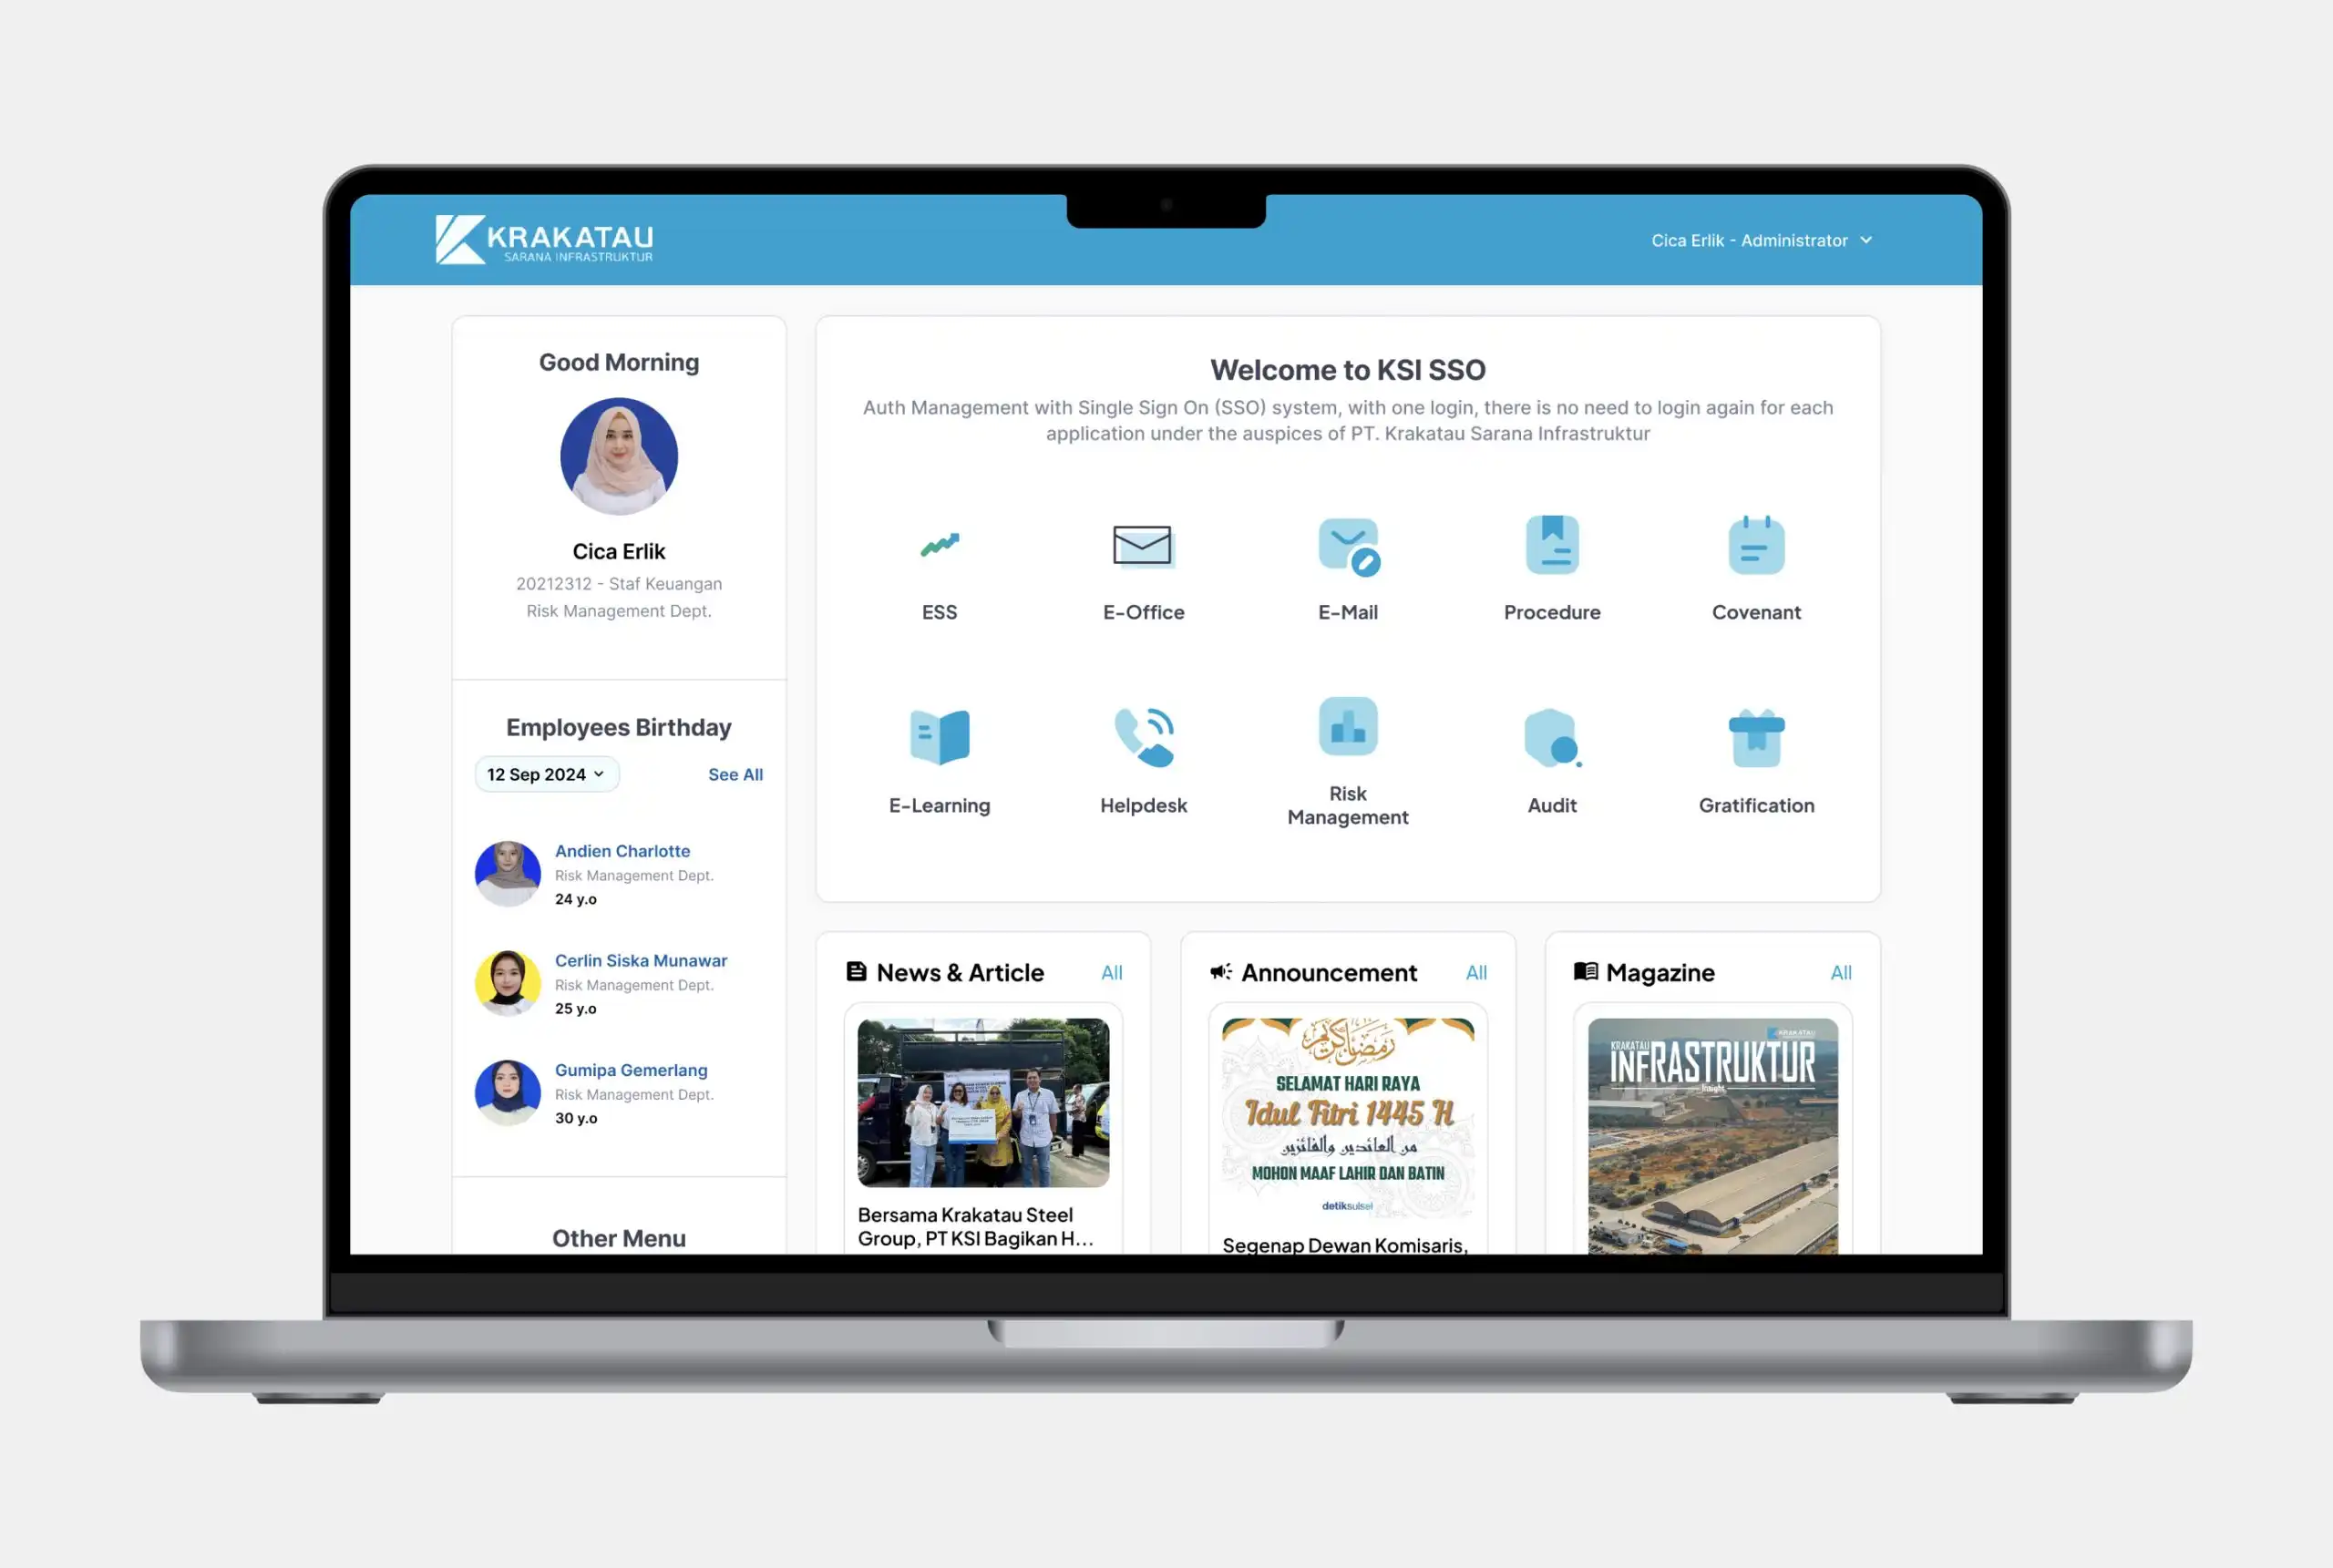 KRAKATAU
SARANA INFRASTRUKTUR
Cica Erlik - Administrator
Good Morning
Cica Erlik
20212312 - Staf Keuangan
Risk Management Dept.
Employees Birthday
12 Sep 2024
See All
Andien Charlotte
Risk Management Dept.
24 y.o
Cerlin Siska Munawar
Risk Management Dept.
25 y.o
Gumipa Gemerlang
Risk Management Dept.
30 y.o
Other Menu
Welcome to KSI SSO
Auth Management with Single Sign On (SSO) system, with one login, there is no need to login again for each
application under the auspices of PT. Krakatau Sarana Infrastruktur
ESS
E-Office
E-Mail
Procedure
Covenant
E-Learning
Helpdesk
Risk
Management
Audit
Gratification
News & Article
All
Bersama Krakatau Steel
Group, PT KSI Bagikan H...
Announcement
All
رمضان كريم
SELAMAT HARI RAYA
Idul Fitri 1445 H
من العائدين والفائزين
MOHON MAAF LAHIR DAN BATIN
detiksulsel
Segenap Dewan Komisaris,
Magazine
All
KRAKATAU
KRAKATAU
INFRASTRUKTUR
Insight